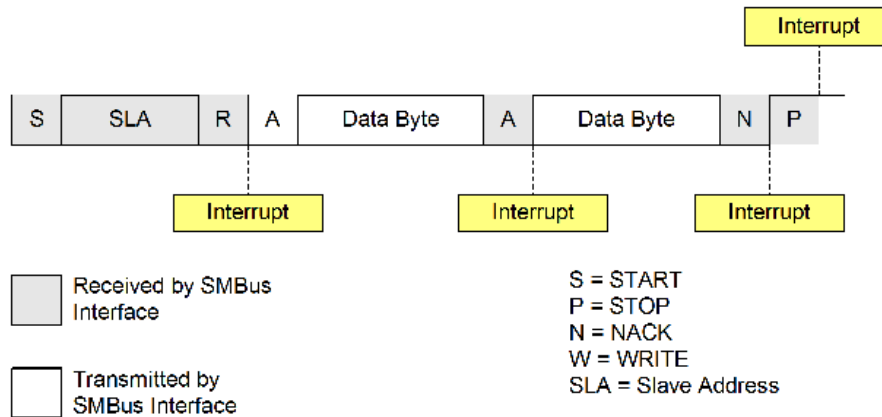 Interrupt
S SLA R A Data Byte A Data Byte N P
Interrupt Interrupt Interrupt
Received by SMBus
Interface
Transmitted by
SMBus Interface
S = START
P = STOP
N = NACK
W = WRITE
SLA = Slave Address